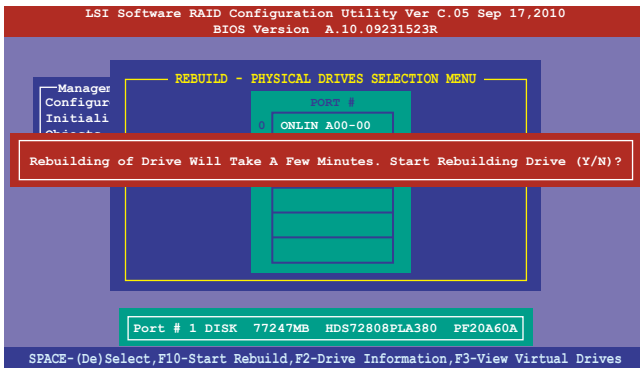 LSI Software RAID Configuration Utility Ver C.05 Sep 17,2010
BIOS Version A.10.09231523R
REBUILD - PHYSICAL DRIVES SELECTION MENU
Managem
Configur
PORT #
Initiali
0 ONLIN A00-00
Objects
Rebuilding of Drive Will Take A Few Minutes. Start Rebuilding Drive (Y/N)?
Port # 1 DISK 77247MB HDS72808PLA380 PF20A60A
SPACE-(De)Select,F10-Start Rebuild,F2-Drive Information,F3-View Virtual Drives